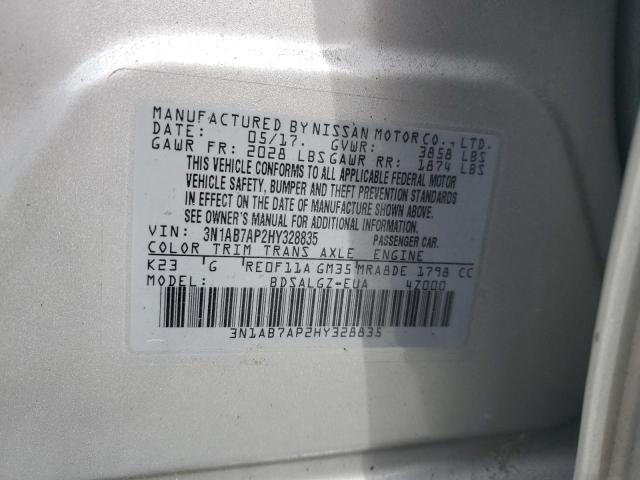 MANUFACTURED BY NISSAN MOTOR CO., LTD.
DATE: 05/17. GVWR: 3858 LBS
GAWR FR: 2028 LBS GAWR RR: 1874 LBS
THIS VEHICLE CONFORMS TO ALL APPLICABLE FEDERAL MOTOR
VEHICLE SAFETY, BUMPER AND THEFT PREVENTION STANDARDS
IN EFFECT ON THE DATE OF MANUFACTURE SHOWN ABOVE.
SEE OWNER'S MANUAL FOR ADDITIONAL INFORMATION.
VIN: 3N1AB7AP2HY328835 PASSENGER CAR.
COLOR TRIM TRANS AXLE ENGINE
K23 G RE0F11A GM35 MRA8DE 1798 CC
MODEL: BDSALGZ-EUA 4Z000
3N1AB7AP2HY328835